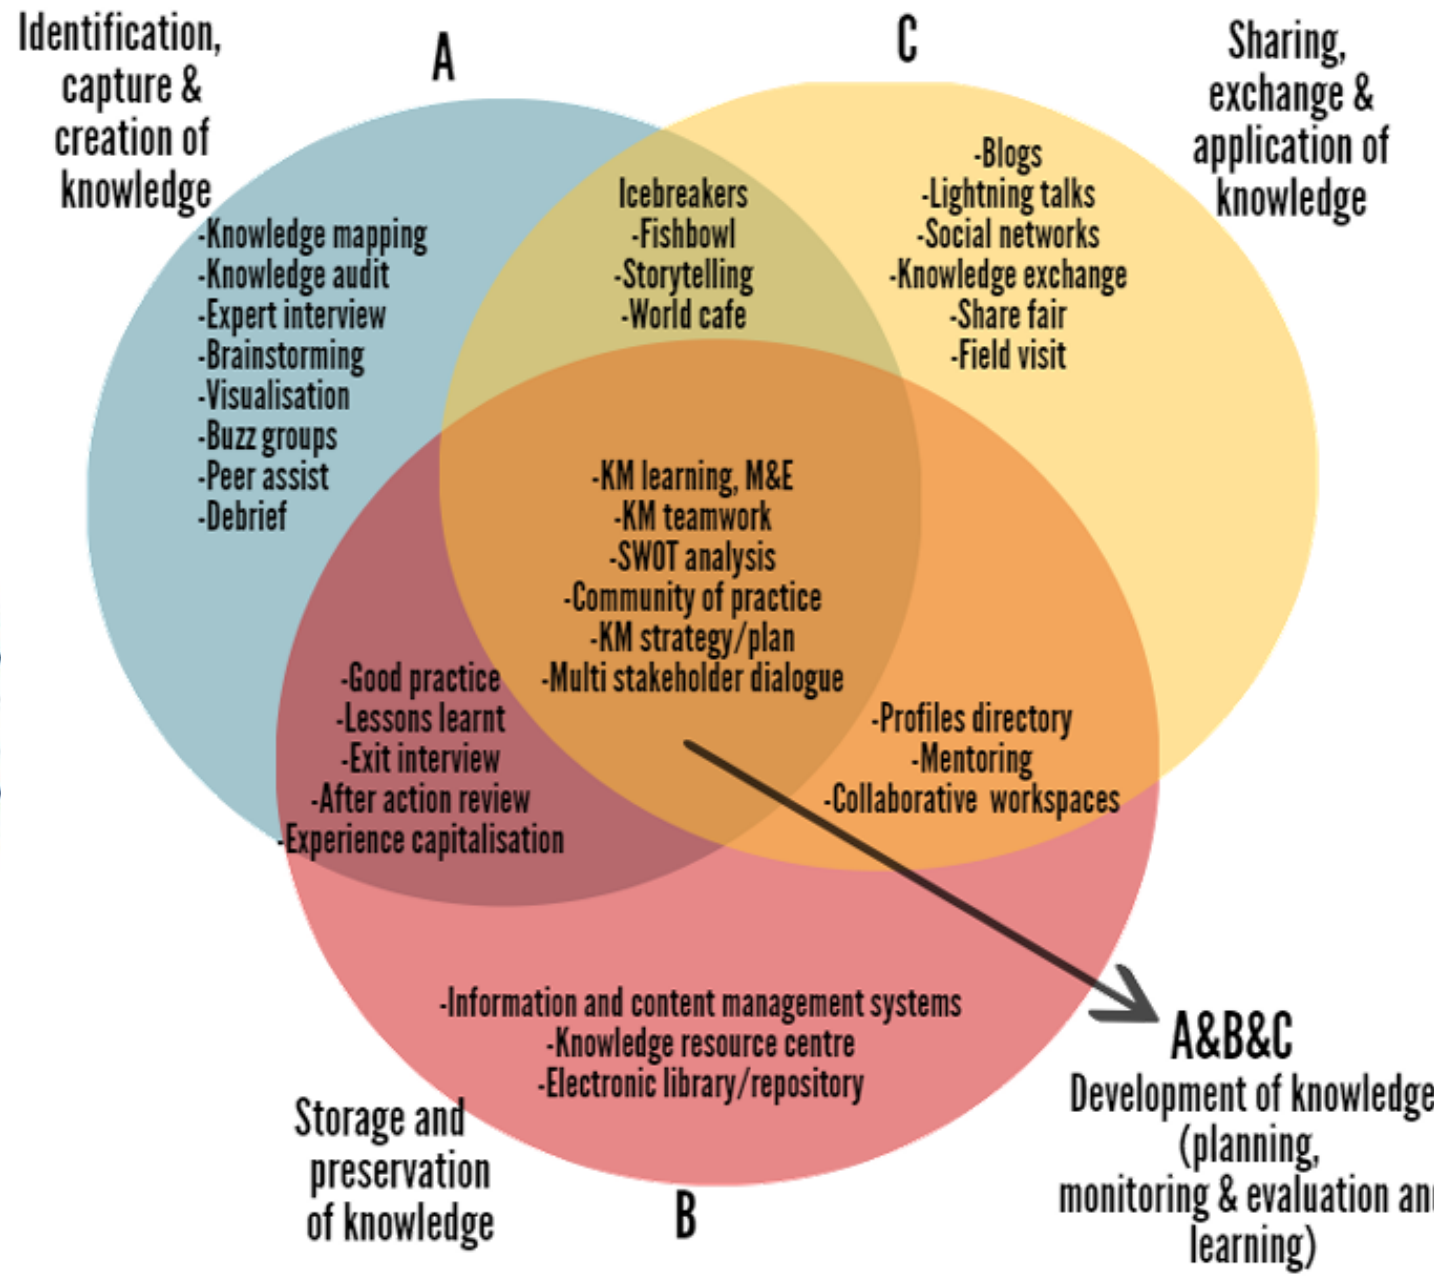 Identification,
capture &
creation of
knowledge
A
C
Sharing,
exchange &
application of
knowledge
-Knowledge mapping
-Knowledge audit
-Expert interview
-Brainstorming
-Visualisation
-Buzz groups
-Peer assist
-Debrief
Icebreakers
-Fishbowl
-Storytelling
-World cafe
-Blogs
-Lightning talks
-Social networks
-Knowledge exchange
-Share fair
-Field visit
-KM learning, M&E
-KM teamwork
-SWOT analysis
-Community of practice
-KM strategy/plan
-Multi stakeholder dialogue
-Good practice
-Lessons learnt
-Exit interview
-After action review
-Experience capitalisation
-Profiles directory
-Mentoring
-Collaborative workspaces
-Information and content management systems
-Knowledge resource centre
-Electronic library/repository
Storage and
preservation
of knowledge
B
A&B&C
Development of knowledge
(planning,
monitoring & evaluation an
learning)